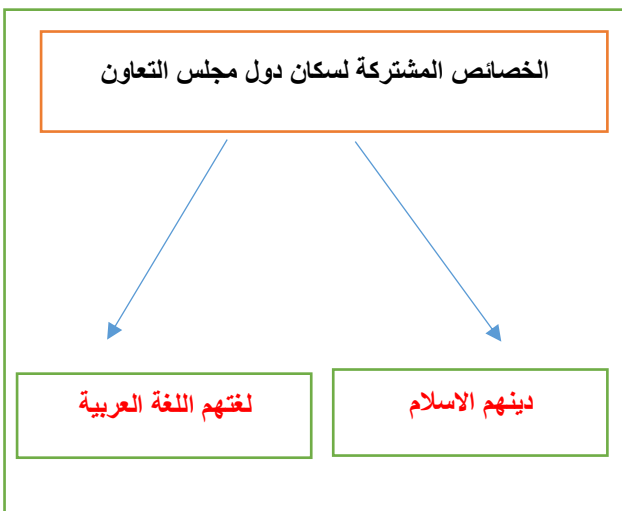 الخصائص المشتركة لسكان دول مجلس التعاون
دينهم الاسلام
لغتهم اللغة العربية